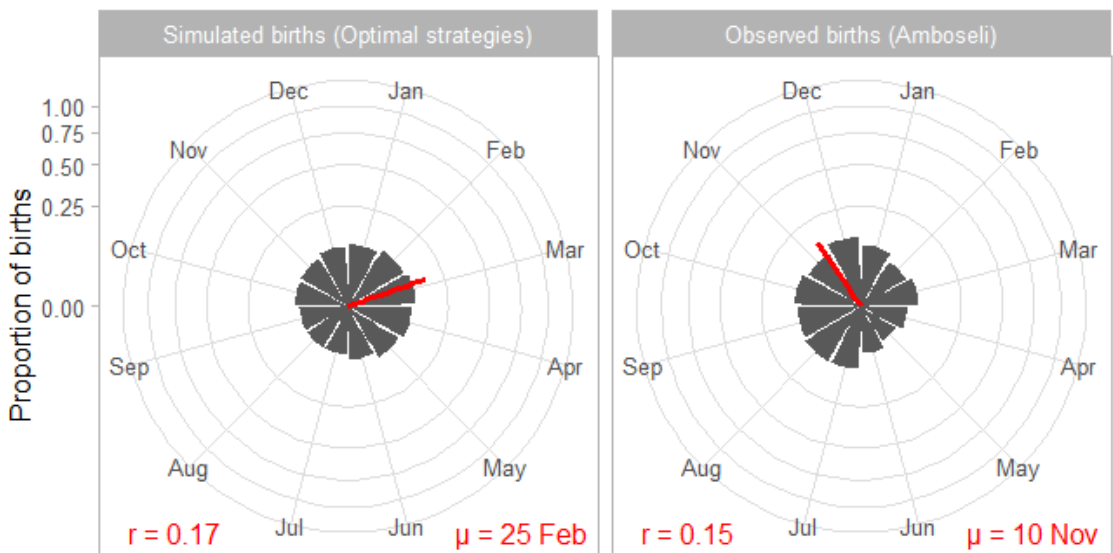 Simulated births (Optimal strategies)
Observed births (Amboseli)
Proportion of births
1.00
0.75
0.50
0.25
0.00
Dec
Jan
Nov
Feb
Oct
Mar
Sep
Apr
Aug
May
Jul
Jun
r = 0.17
μ = 25 Feb
Dec
Jan
Nov
Feb
Oct
Mar
Sep
Apr
Aug
May
Jul
Jun
r = 0.15
μ = 10 Nov